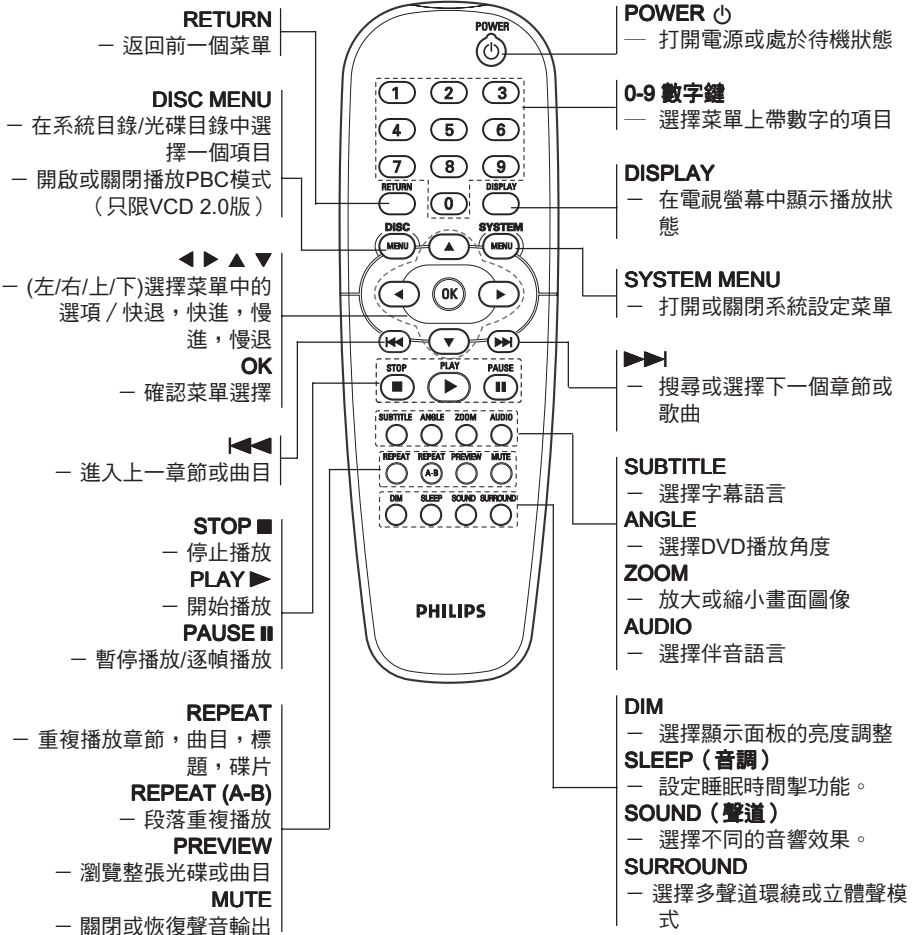 RETURN
－ 返回前一個菜單
DISC MENU
－ 在系統目錄/光碟目錄中選
擇一個項目
－ 開啟或關閉播放PBC模式
（只限VCD 2.0版）
◀ ▶ ▲ ▼
－ (左/右/上/下)選擇菜單中的
選項／快退，快進，慢
進，慢退
OK
－ 確認菜單選擇
|◀◀
－ 進入上一章節或曲目
STOP ■
－ 停止播放
PLAY ▶
－ 開始播放
PAUSE II
－ 暫停播放/逐幀播放
REPEAT
－ 重複播放章節，曲目，標
題，碟片
REPEAT (A-B)
－ 段落重複播放
PREVIEW
－ 瀏覽整張光碟或曲目
MUTE
－ 關閉或恢復聲音輸出
POWER
1 2 3
4 5 6
7 8 9
RETURN 0 DISPLAY
DISC SYSTEM
MENU MENU
OK
STOP PLAY PAUSE
SUBTITLE ANGLE ZOOM AUDIO
REPEAT REPEAT PREVIEW MUTE
A-B
DIM SLEEP SOUND SURROUND
PHILIPS
POWER ⏻
— 打開電源或處於待機狀態
0-9 數字鍵
— 選擇菜單上帶數字的項目
DISPLAY
－ 在電視螢幕中顯示播放狀
態
SYSTEM MENU
－ 打開或關閉系統設定菜單
▶▶|
－ 搜尋或選擇下一個章節或
歌曲
SUBTITLE
－ 選擇字幕語言
ANGLE
－ 選擇DVD播放角度
ZOOM
－ 放大或縮小畫面圖像
AUDIO
－ 選擇伴音語言
DIM
－ 選擇顯示面板的亮度調整
SLEEP（音調）
－ 設定睡眠時間掣功能。
SOUND（聲道）
－ 選擇不同的音響效果。
SURROUND
－ 選擇多聲道環繞或立體聲模
式